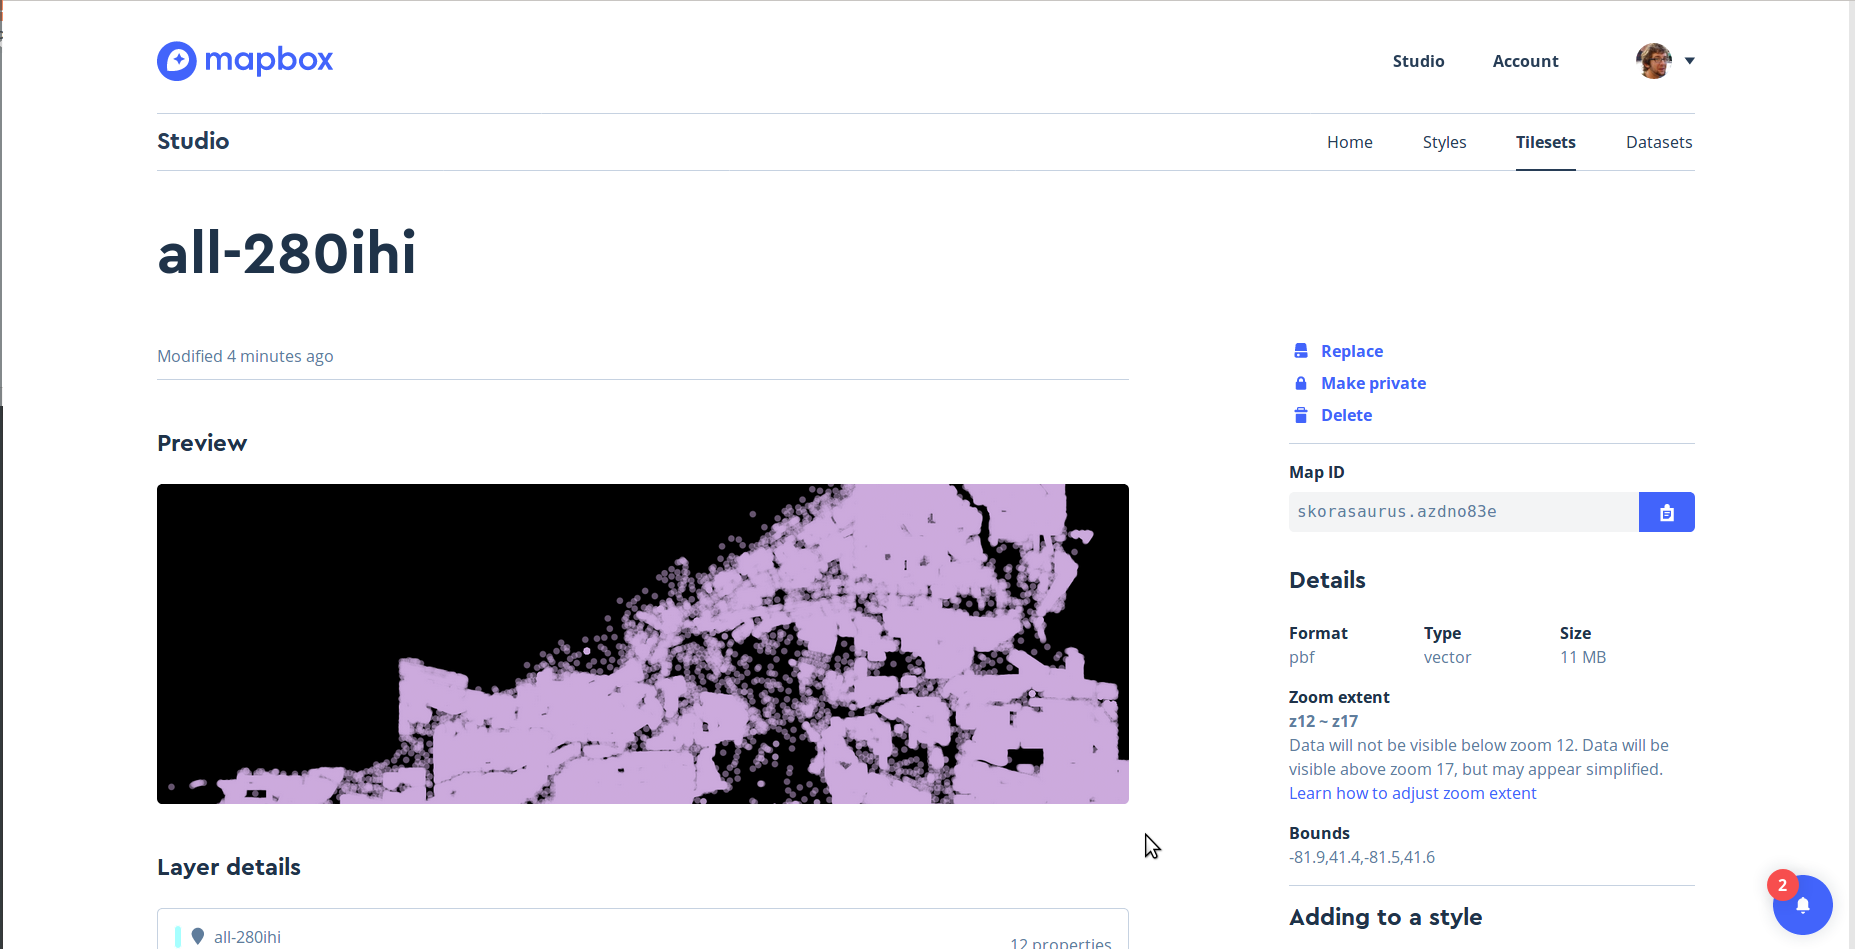 mapbox
Studio Account
Studio
Home Styles Tilesets Datasets
all-280ihi
Modified 4 minutes ago
Replace
Make private
Delete
Preview
Map ID
skorasaurus.azdno83e
Details
Format Type Size
pbf vector 11 MB
Zoom extent
z12 ~ z17
Data will not be visible below zoom 12. Data will be
visible above zoom 17, but may appear simplified.
Learn how to adjust zoom extent
Bounds
-81.9,41.4,-81.5,41.6
Layer details
all-280ihi
12 properties
Adding to a style
2